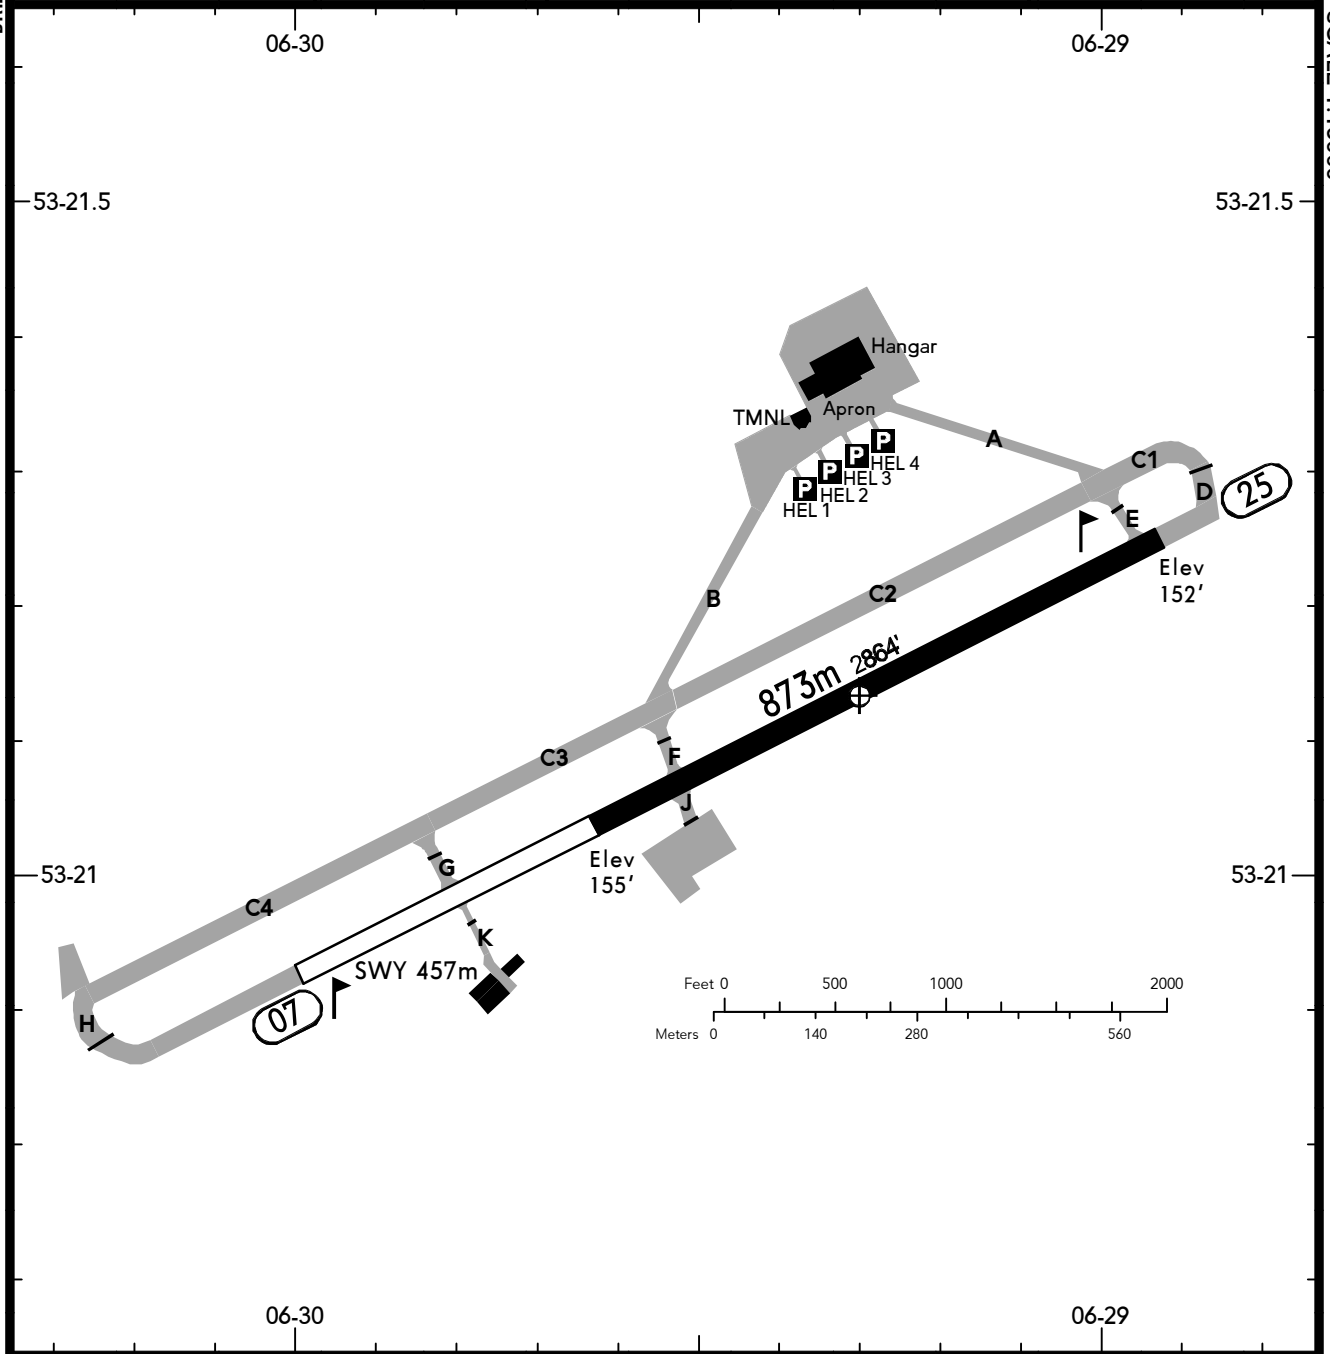 06-30
06-29
53-21.5
53-21.5
Hangar
TMNL
Apron
A
P
HEL 4
P
HEL 3
P
HEL 2
P
HEL 1
C1
D
25
E
Elev
152'
B
C2
873m 2864'
C3
F
J
Elev
155'
G
53-21
53-21
C4
K
SWY 457m
H
07
Feet 0 500 1000 2000
Meters 0 140 280 560
06-30
06-29